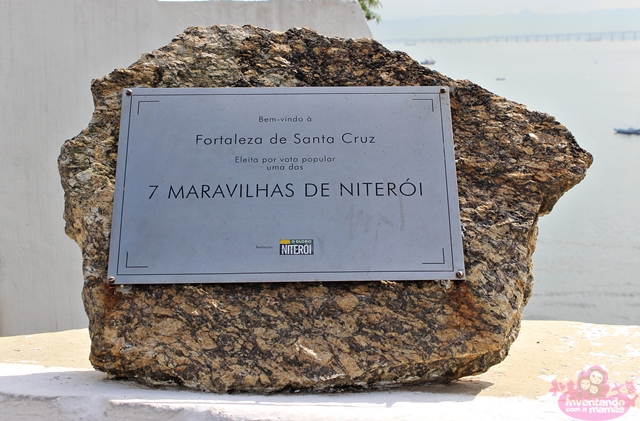 Bem-vindo à
Fortaleza de Santa Cruz
Eleita por voto popular
uma das
7 MARAVILHAS DE NITERÓI
Realização
O GLOBO
NITERÓI
inventando
com a mamãe